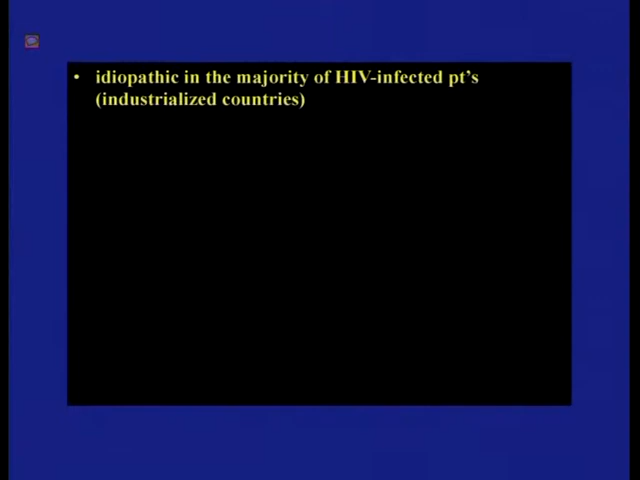 • idiopathic in the majority of HIV-infected pt's
(industrialized countries)